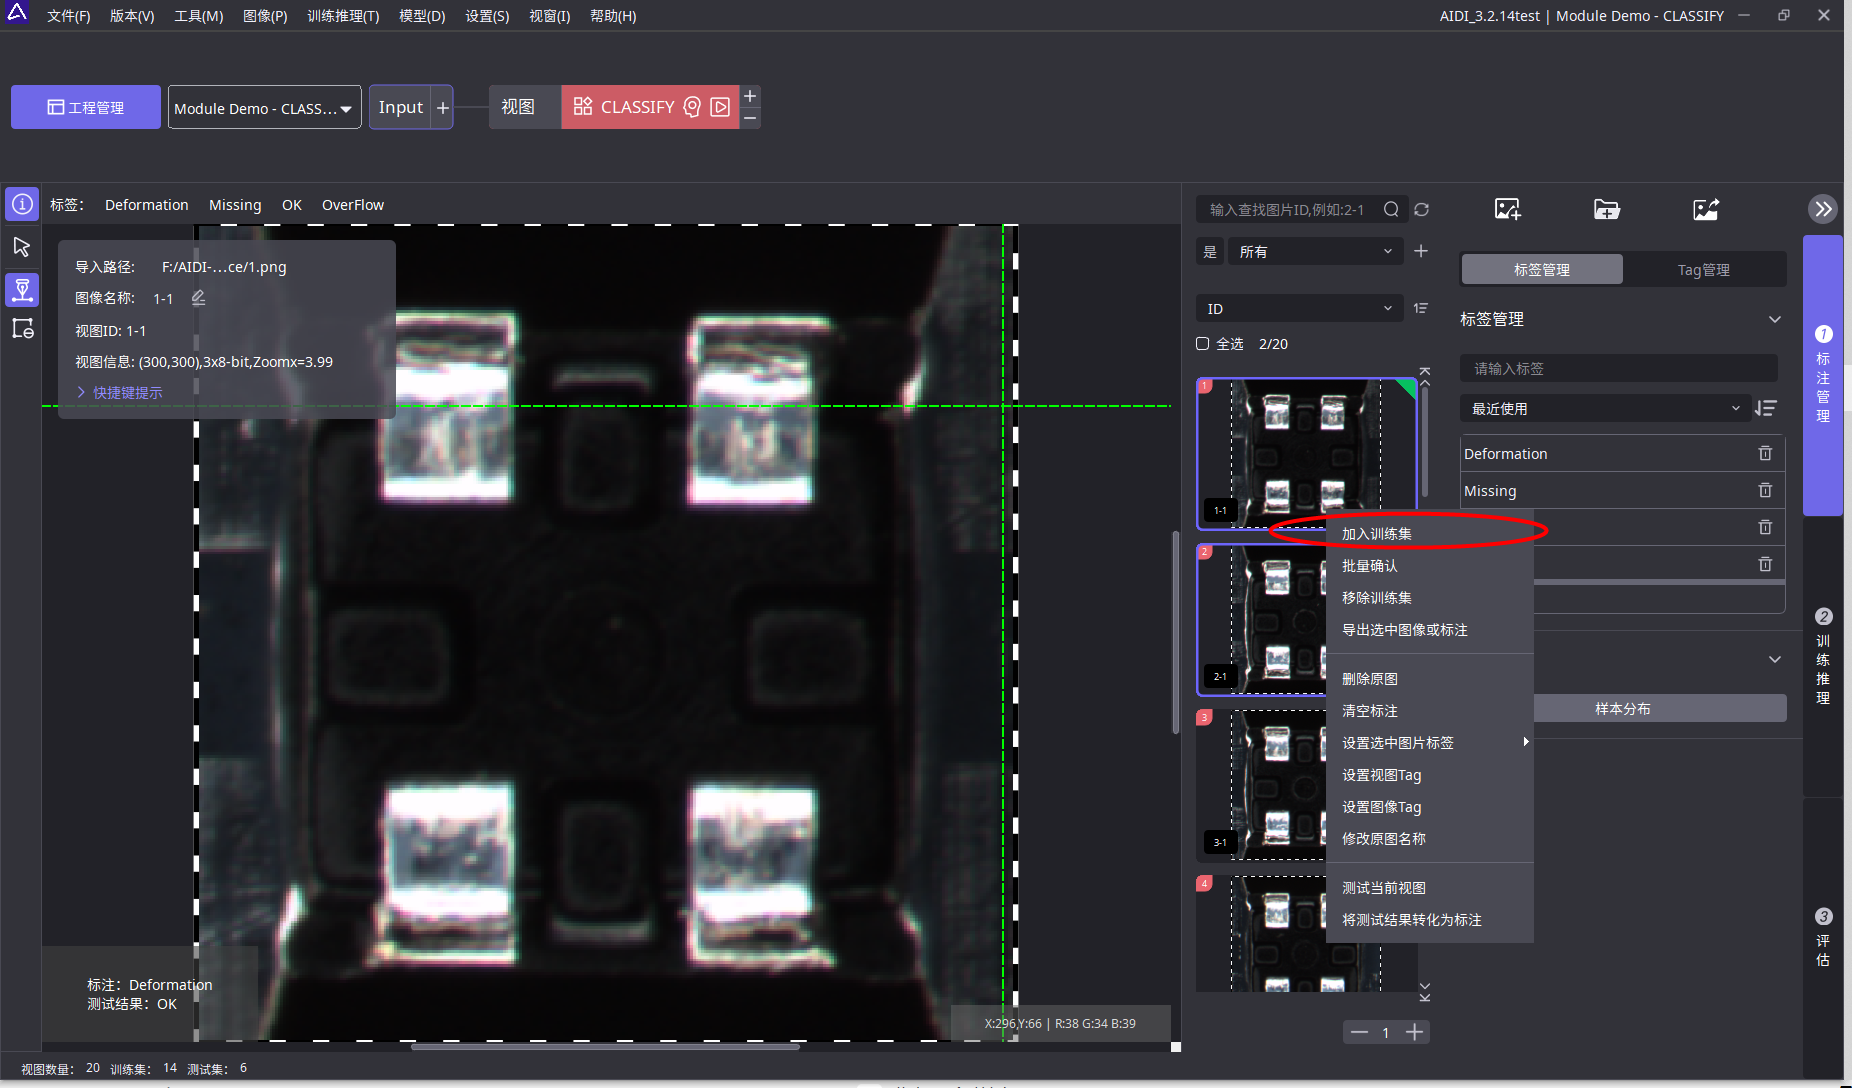 文件(F) 版本(V) 工具(M) 图像(P) 训练推理(T) 模型(D) 设置(S) 视窗(I) 帮助(H) AIDI_3.2.14test | Module Demo - CLASSIFY
工程管理 Module Demo - CLASS... Input + 视图 CLASSIFY
标签: Deformation Missing OK OverFlow
导入路径: F:/AIDI-...ce/1.png
图像名称: 1-1
视图ID: 1-1
视图信息: (300,300),3x8-bit,Zoomx=3.99
快捷键提示
标注: Deformation
测试结果: OK
X:296,Y:66 | R:38 G:34 B:39
输入查找图片ID,例如:2-1
是 所有
ID
全选 2/20
1
1-1
2
2-1
3
3-1
4
1
加入训练集
批量确认
移除训练集
导出选中图像或标注
删除原图
清空标注
设置选中图片标签
设置视图Tag
设置图像Tag
修改原图名称
测试当前视图
将测试结果转化为标注
标签管理 Tag管理
标签管理
请输入标签
最近使用
Deformation
Missing
样本分布
1 标注管理
2 训练推理
3 评估
视图数量: 20 训练集: 14 测试集: 6